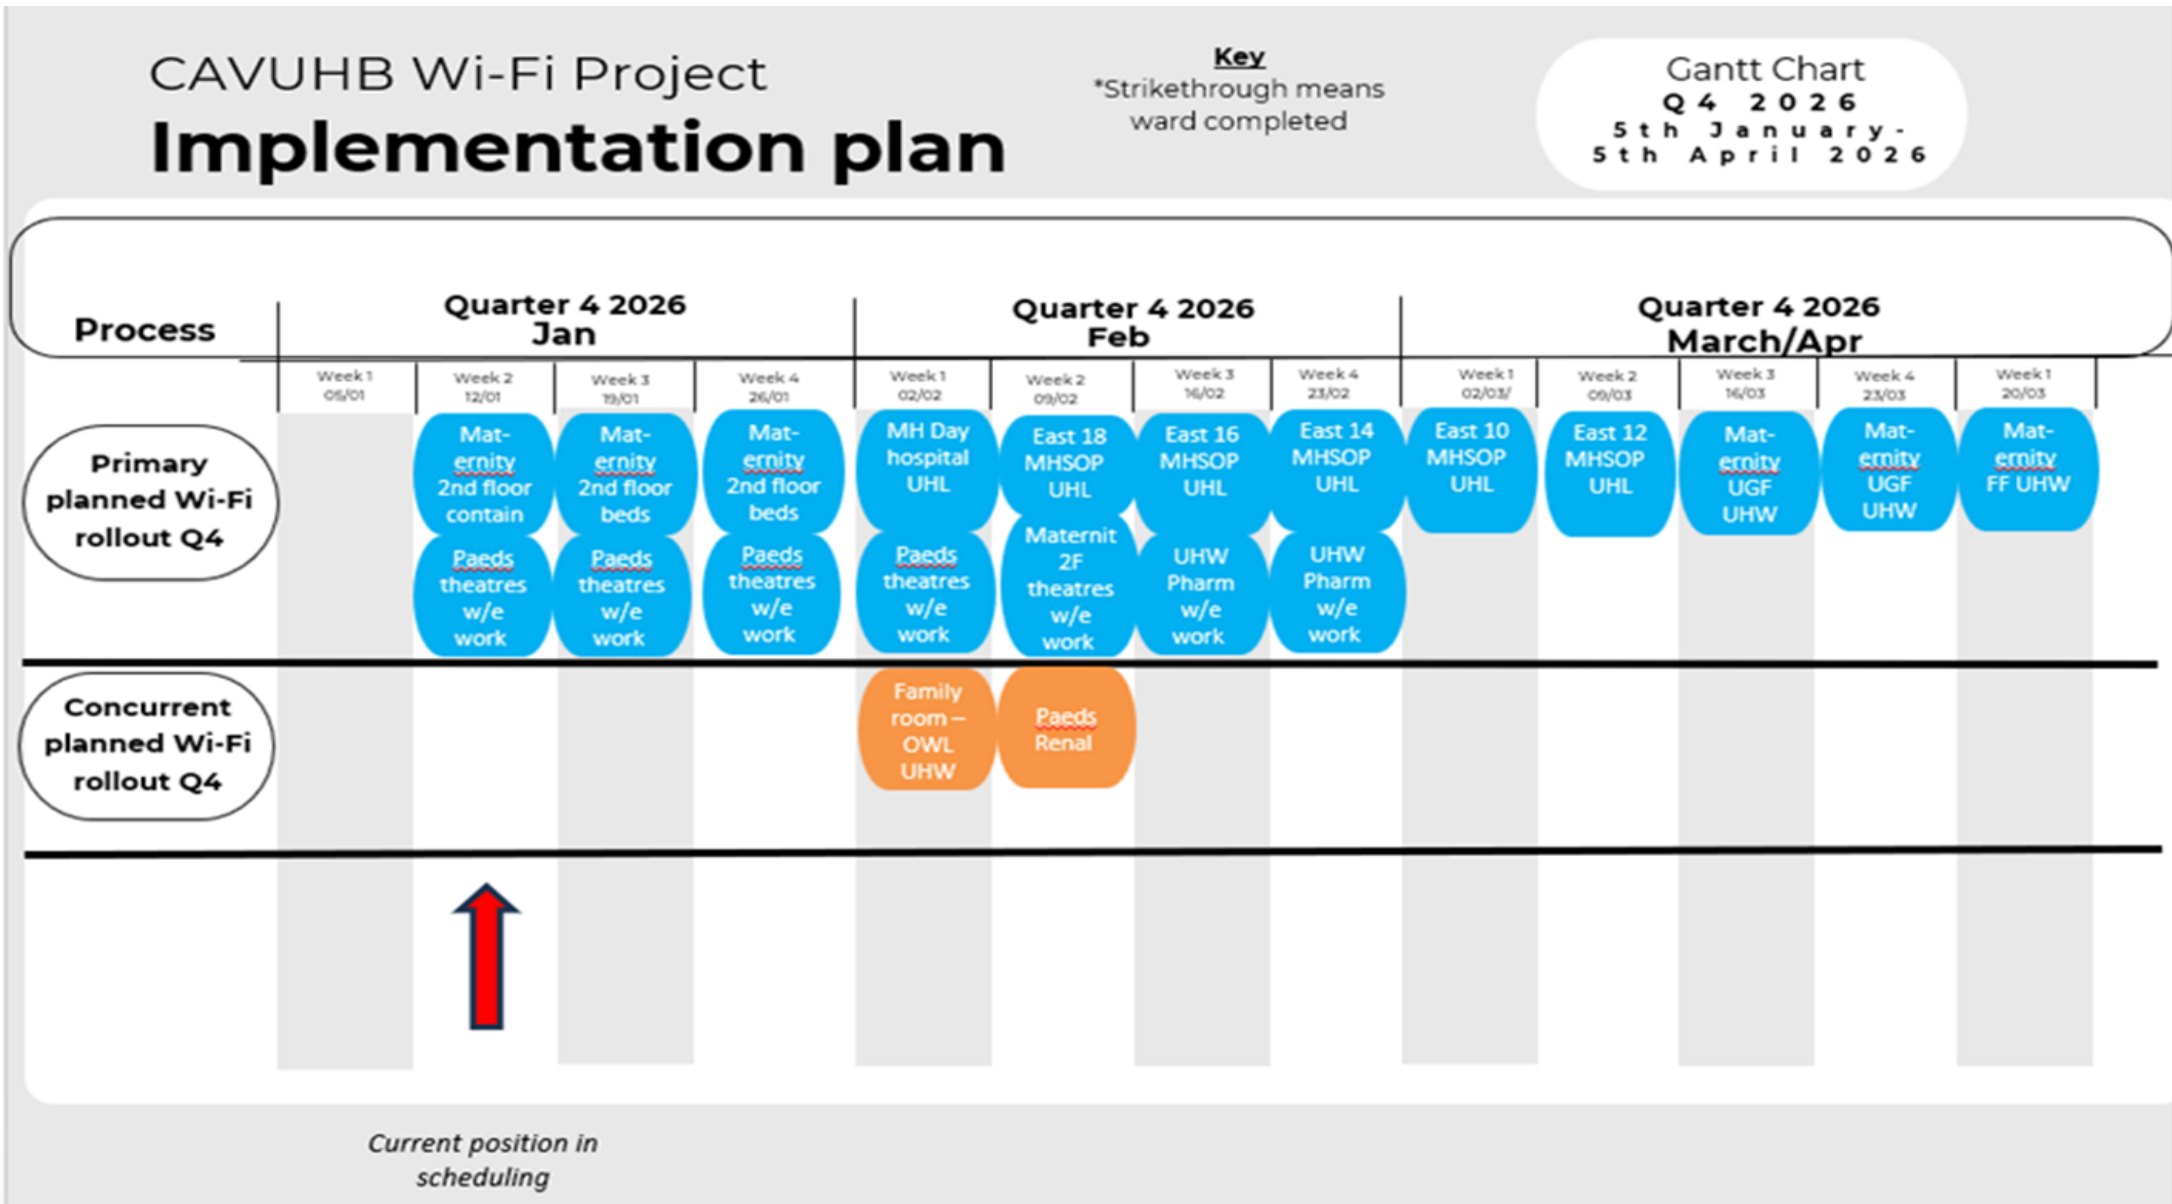 CAVUHB Wi-Fi Project
Implementation plan
Key
*Strikethrough means
ward completed
Gantt Chart
Q4 2026
5th January-
5th April 2026
Process
Quarter 4 2026
Jan
Quarter 4 2026
Feb
Quarter 4 2026
March/Apr
Week 1
05/01
Week 2
12/01
Week 3
19/01
Week 4
26/01
Week 1
02/02
Week 2
09/02
Week 3
16/02
Week 4
23/02
Week 1
02/03/
Week 2
09/03
Week 3
16/03
Week 4
23/03
Week 1
20/03
Primary
planned Wi-Fi
rollout Q4
Mat-
ernity
2nd floor
contain
Mat-
ernity
2nd floor
beds
Mat-
ernity
2nd floor
beds
MH Day
hospital
UHL
East 18
MHSOP
UHL
East 16
MHSOP
UHL
East 14
MHSOP
UHL
East 10
MHSOP
UHL
East 12
MHSOP
UHL
Mat-
ernity
UGF
UHW
Mat-
ernity
UGF
UHW
Mat-
ernity
FF UHW
Paeds
theatres
w/e
work
Paeds
theatres
w/e
work
Paeds
theatres
w/e
work
Paeds
theatres
w/e
work
Maternit
2F
theatres
w/e
work
UHW
Pharm
w/e
work
UHW
Pharm
w/e
work
Concurrent
planned Wi-Fi
rollout Q4
Family
room –
OWL
UHW
Paeds
Renal
Current position in
scheduling